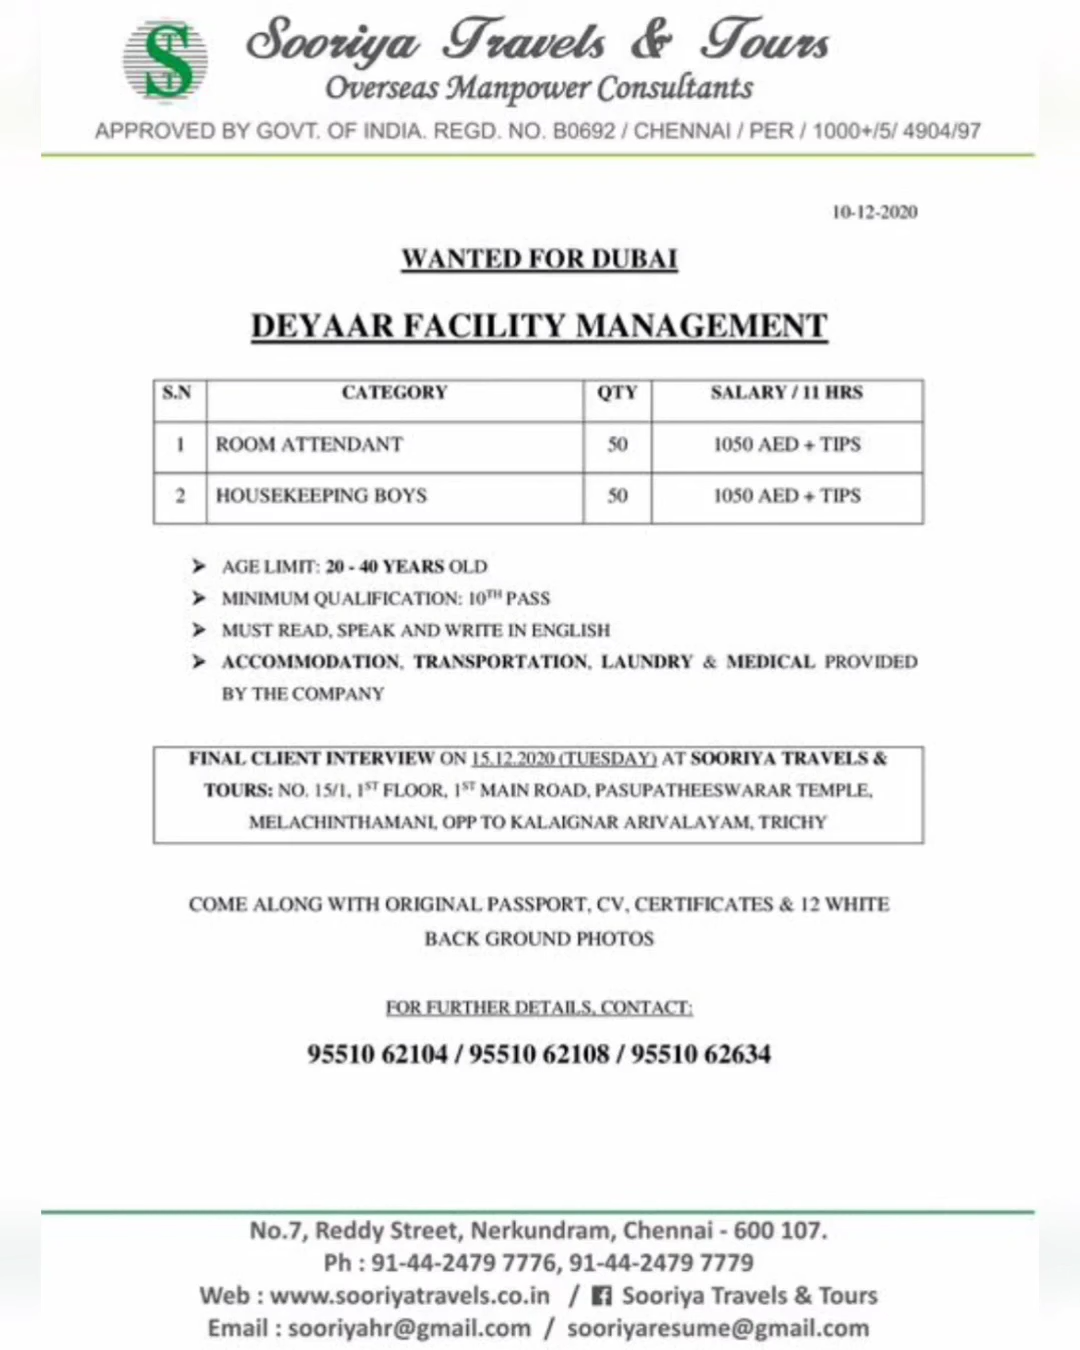 Sooriya Travels & Tours
Overseas Manpower Consultants
APPROVED BY GOVT. OF INDIA. REGD. NO. B0692 / CHENNAI / PER / 1000+/5/ 4904/97
10-12-2020
WANTED FOR DUBAI
DEYAAR FACILITY MANAGEMENT
S.N CATEGORY QTY SALARY / 11 HRS
1 ROOM ATTENDANT 50 1050 AED + TIPS
2 HOUSEKEEPING BOYS 50 1050 AED + TIPS
➤ AGE LIMIT: 20 - 40 YEARS OLD
➤ MINIMUM QUALIFICATION: 10TH PASS
➤ MUST READ, SPEAK AND WRITE IN ENGLISH
➤ ACCOMMODATION, TRANSPORTATION, LAUNDRY & MEDICAL PROVIDED
BY THE COMPANY
FINAL CLIENT INTERVIEW ON 15.12.2020 (TUESDAY) AT SOORIYA TRAVELS &
TOURS: NO. 15/1, 1ST FLOOR, 1ST MAIN ROAD, PASUPATHEESWARAR TEMPLE,
MELACHINTHAMANI, OPP TO KALAIGNAR ARIVALAYAM, TRICHY
COME ALONG WITH ORIGINAL PASSPORT, CV, CERTIFICATES & 12 WHITE
BACK GROUND PHOTOS
FOR FURTHER DETAILS, CONTACT:
95510 62104 / 95510 62108 / 95510 62634
No.7, Reddy Street, Nerkundram, Chennai - 600 107.
Ph : 91-44-2479 7776, 91-44-2479 7779
Web : www.sooriyatravels.co.in / f Sooriya Travels & Tours
Email : sooriyahr@gmail.com / sooriyaresume@gmail.com